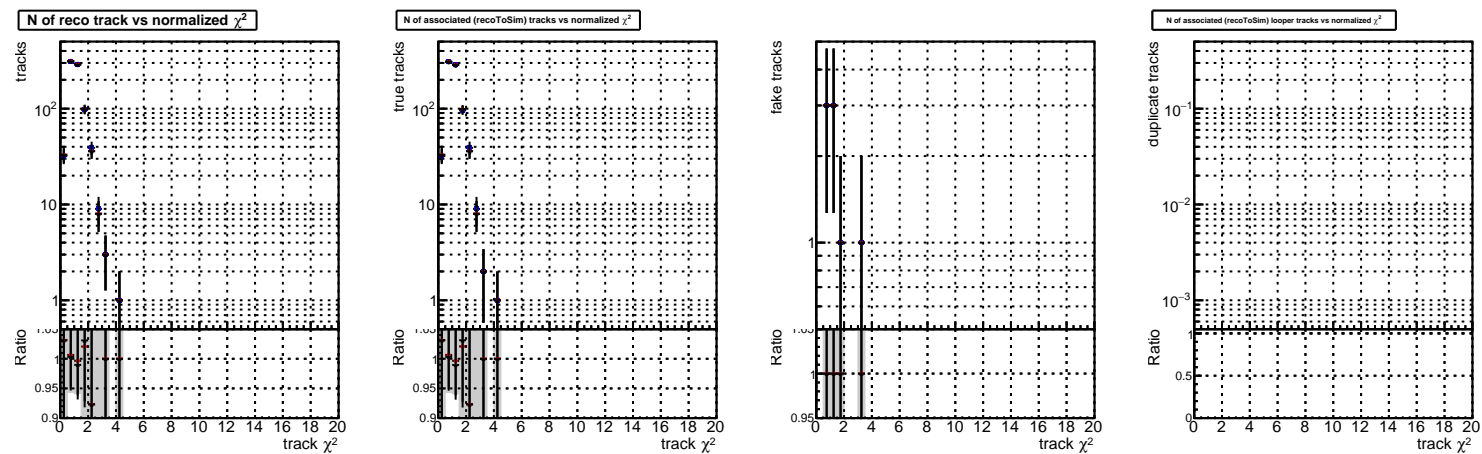 N of reco track vs normalized χ²
tracks
10²
10
1
Ratio
1.05
1
0.95
0.9
0 2 4 6 8 10 12 14 16 18 20
track χ²
N of associated (recoToSim) tracks vs normalized χ²
true tracks
10²
10
1
Ratio
1.05
1
0.95
0.9
0 2 4 6 8 10 12 14 16 18 20
track χ²
fake tracks
1
Ratio
1.05
1
0.95
0 2 4 6 8 10 12 14 16 18 20
track χ²
N of associated (recoToSim) looper tracks vs normalized χ²
duplicate tracks
10⁻¹
10⁻²
10⁻³
Ratio
1
0.5
0
0 2 4 6 8 10 12 14 16 18 20
track χ²